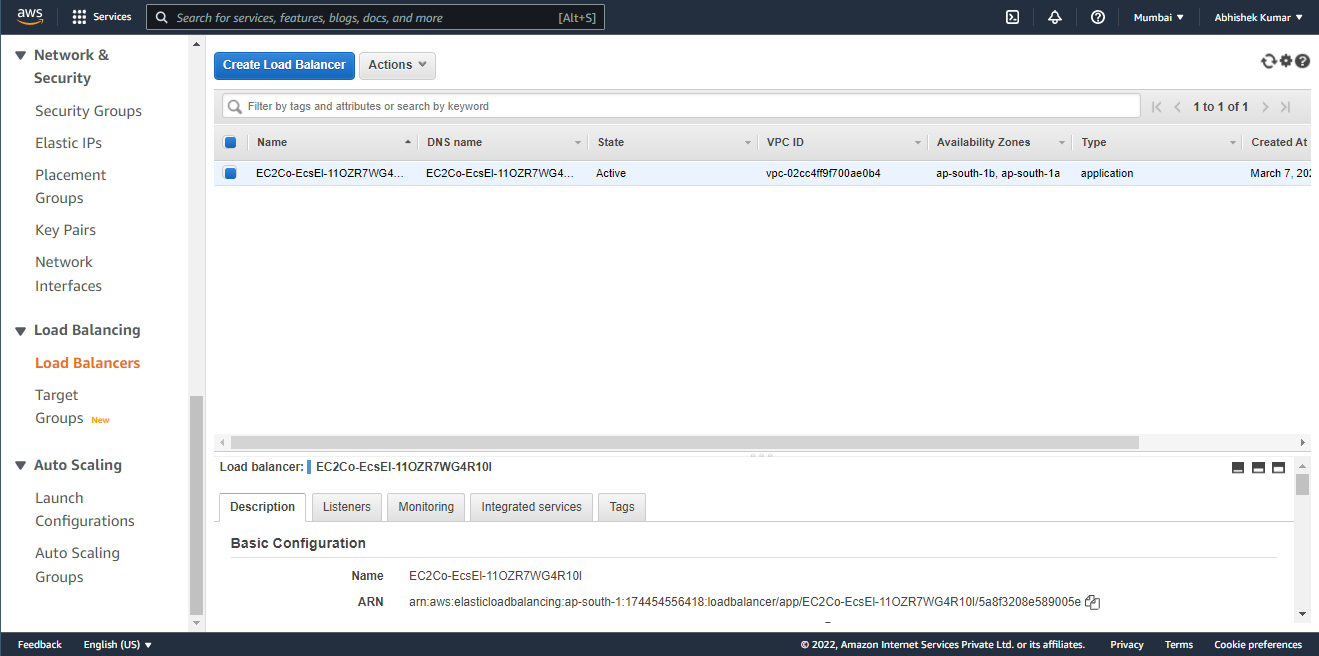 aws
Services
Search for services, features, blogs, docs, and more [Alt+S]
Mumbai
Abhishek Kumar
Network &
Security
Security Groups
Elastic IPs
Placement
Groups
Key Pairs
Network
Interfaces
Load Balancing
Load Balancers
Target
Groups New
Auto Scaling
Launch
Configurations
Auto Scaling
Groups
Create Load Balancer
Actions
Filter by tags and attributes or search by keyword
1 to 1 of 1
Name DNS name State VPC ID Availability Zones Type Created At
EC2Co-EcsEl-11OZR7WG4... EC2Co-EcsEl-11OZR7WG4... Active vpc-02cc4ff9f700ae0b4 ap-south-1b, ap-south-1a application March 7, 202
Load balancer: EC2Co-EcsEl-11OZR7WG4R10I
Description Listeners Monitoring Integrated services Tags
Basic Configuration
Name EC2Co-EcsEl-11OZR7WG4R10I
ARN arn:aws:elasticloadbalancing:ap-south-1:174454556418:loadbalancer/app/EC2Co-EcsEl-11OZR7WG4R10I/5a8f3208e589005e
Feedback English (US) © 2022, Amazon Internet Services Private Ltd. or its affiliates. Privacy Terms Cookie preferences